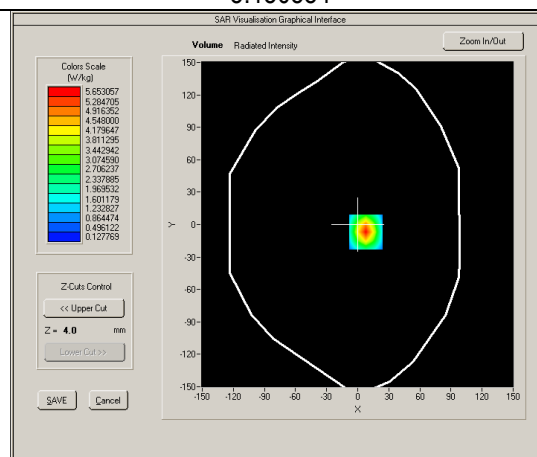 SAR Visualisation Graphical Interface
Volume Radiated Intensity
Zoom In/Out
Colors Scale
(W/kg)
5.653057
5.284705
4.916352
4.548000
4.179647
3.811295
3.442942
3.074590
2.706237
2.337885
1.969532
1.601179
1.232827
0.864474
0.496122
0.127769
Z-Cuts Control
<< Upper Cut
Z = 4.0 mm
Lower Cut >>
SAVE
Cancel
150-
120-
90-
60-
30-
0-
-30-
-60-
-90-
-120-
-150-
Y
-150 -120 -90 -60 -30 0 30 60 90 120 150
X